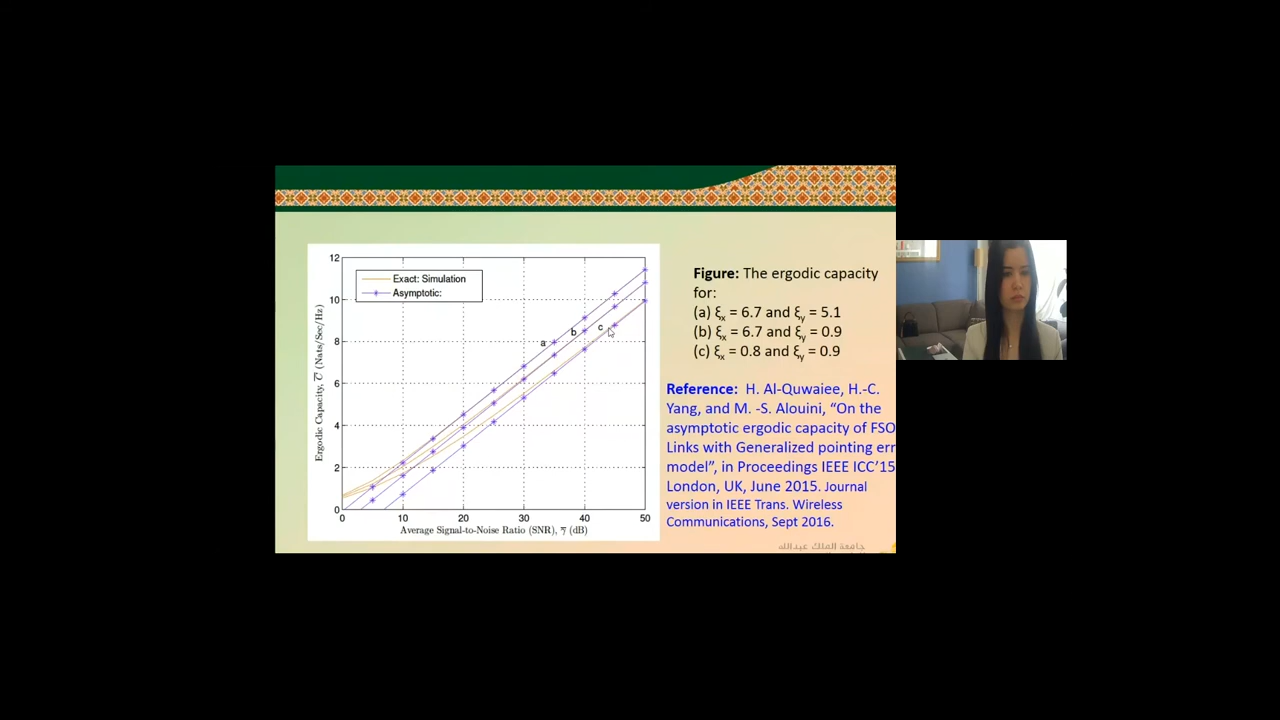 12
10
8
6
4
2
0
0
10
20
30
40
50
Ergodic Capacity, C̅ (Nats/Sec/Hz)
Average Signal-to-Noise Ratio (SNR), γ̅ (dB)
Exact: Simulation
Asymptotic:
a
b
c
Figure: The ergodic capacity
for:
(a) ξx = 6.7 and ξy = 5.1
(b) ξx = 6.7 and ξy = 0.9
(c) ξx = 0.8 and ξy = 0.9
Reference: H. Al-Quwaiee, H.-C.
Yang, and M. -S. Alouini, “On the
asymptotic ergodic capacity of FSO
Links with Generalized pointing err
model”, in Proceedings IEEE ICC’15
London, UK, June 2015. Journal
version in IEEE Trans. Wireless
Communications, Sept 2016.
جامعة الملك عبدالله